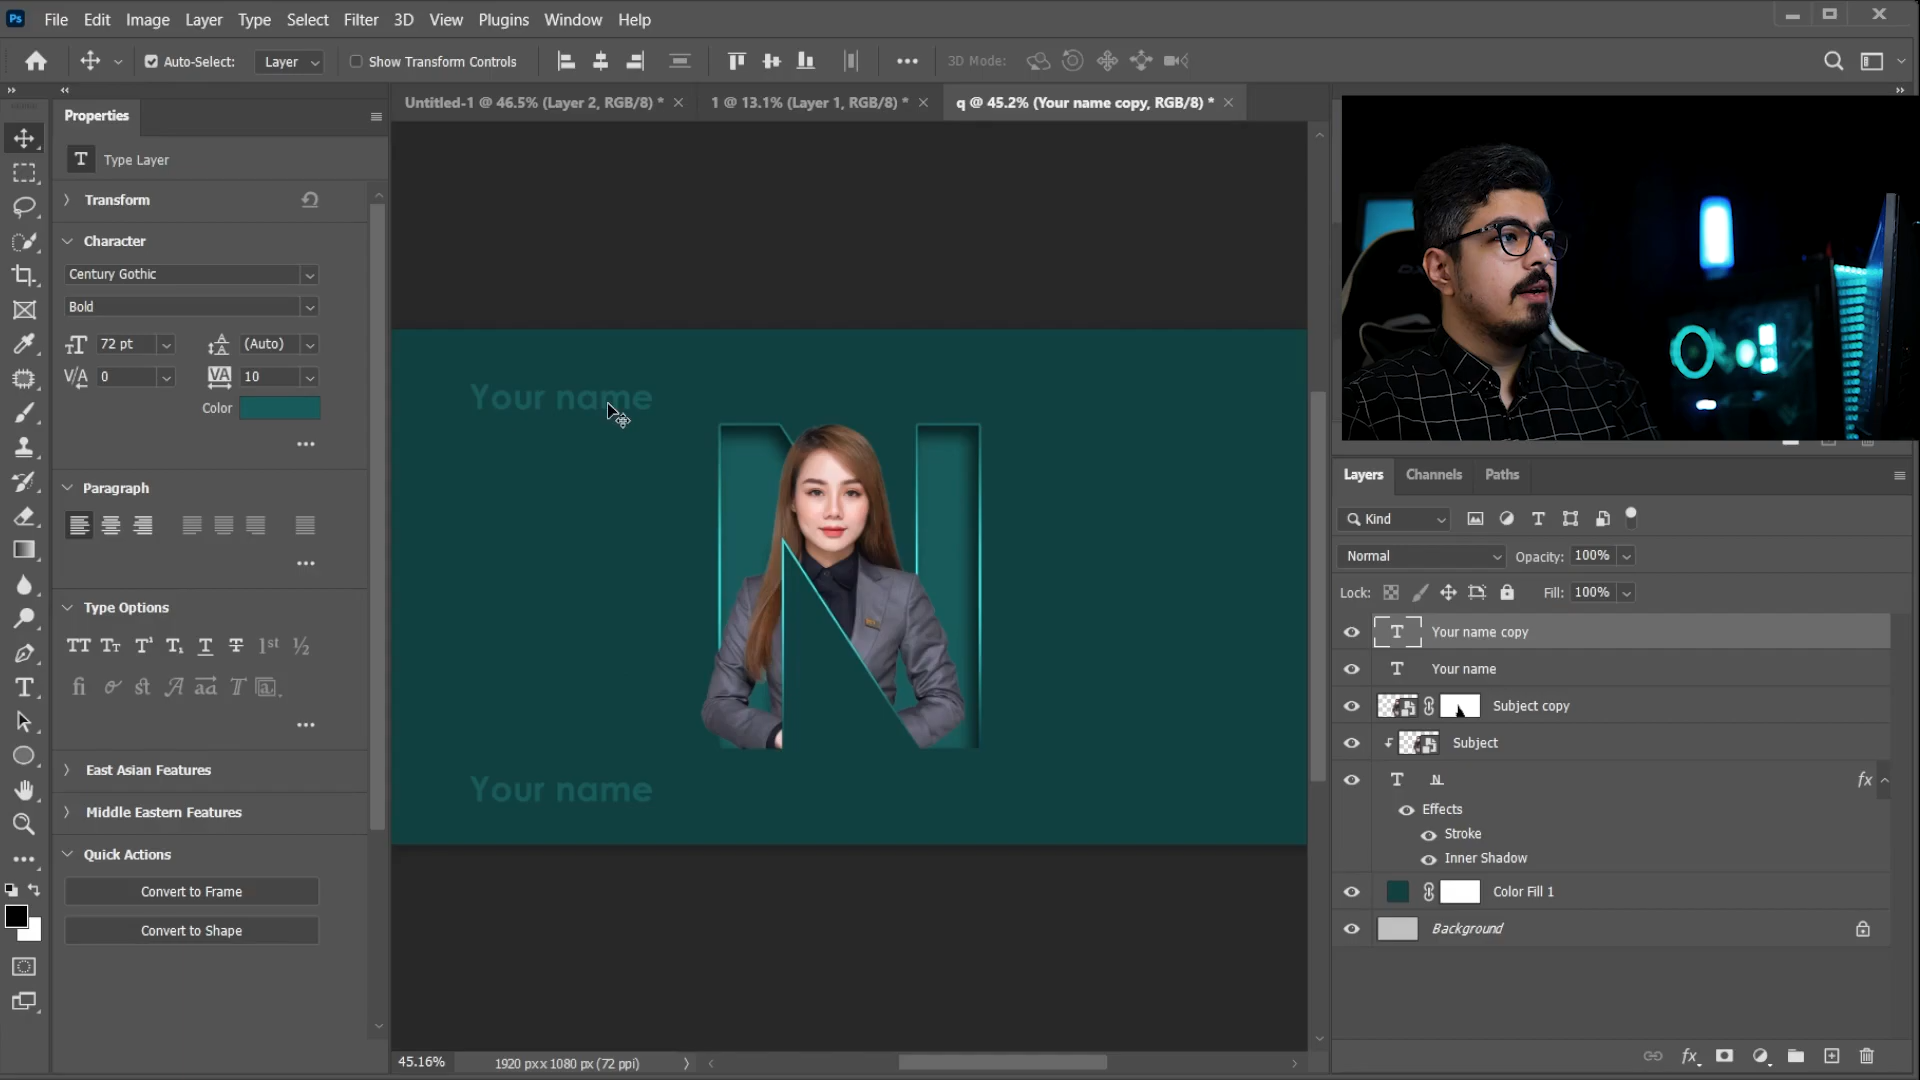 Ps File Edit Image Layer Type Select Filter 3D View Plugins Window Help
Auto-Select: Layer Show Transform Controls 3D Mode:
Properties
Untitled-1 @ 46.5% (Layer 2, RGB/8) * 1 @ 13.1% (Layer 1, RGB/8) * q @ 45.2% (Your name copy, RGB/8) *
T Type Layer
Transform
Character
Century Gothic
Bold
72 pt (Auto)
0 10
Color
Paragraph
Type Options
East Asian Features
Middle Eastern Features
Quick Actions
Convert to Frame
Convert to Shape
Your name
N
Your name
45.16% 1920 px x 1080 px (72 ppi)
Layers Channels Paths
Kind
Normal Opacity: 100%
Lock: Fill: 100%
T Your name copy
T Your name
Subject copy
Subject
T N fx
Effects
Stroke
Inner Shadow
Color Fill 1
Background
fx